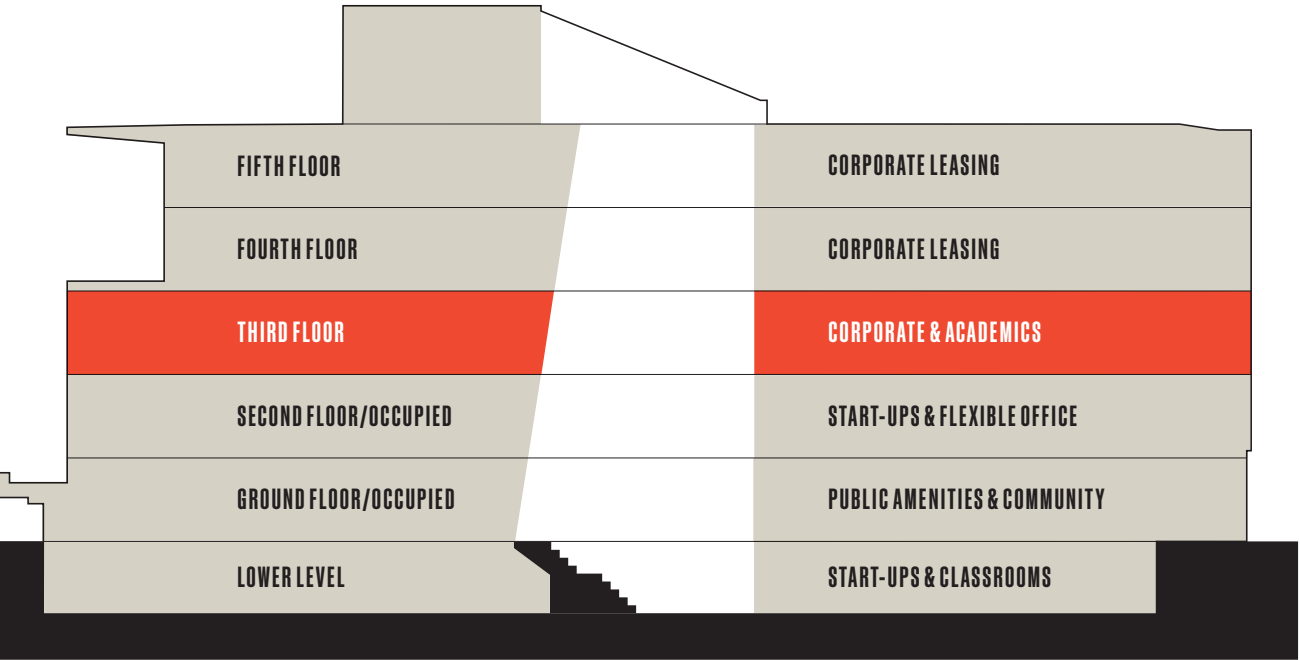 FIFTH FLOOR
CORPORATE LEASING
FOURTH FLOOR
CORPORATE LEASING
THIRD FLOOR
CORPORATE & ACADEMICS
SECOND FLOOR/OCCUPIED
START-UPS & FLEXIBLE OFFICE
GROUND FLOOR/OCCUPIED
PUBLIC AMENITIES & COMMUNITY
LOWER LEVEL
START-UPS & CLASSROOMS